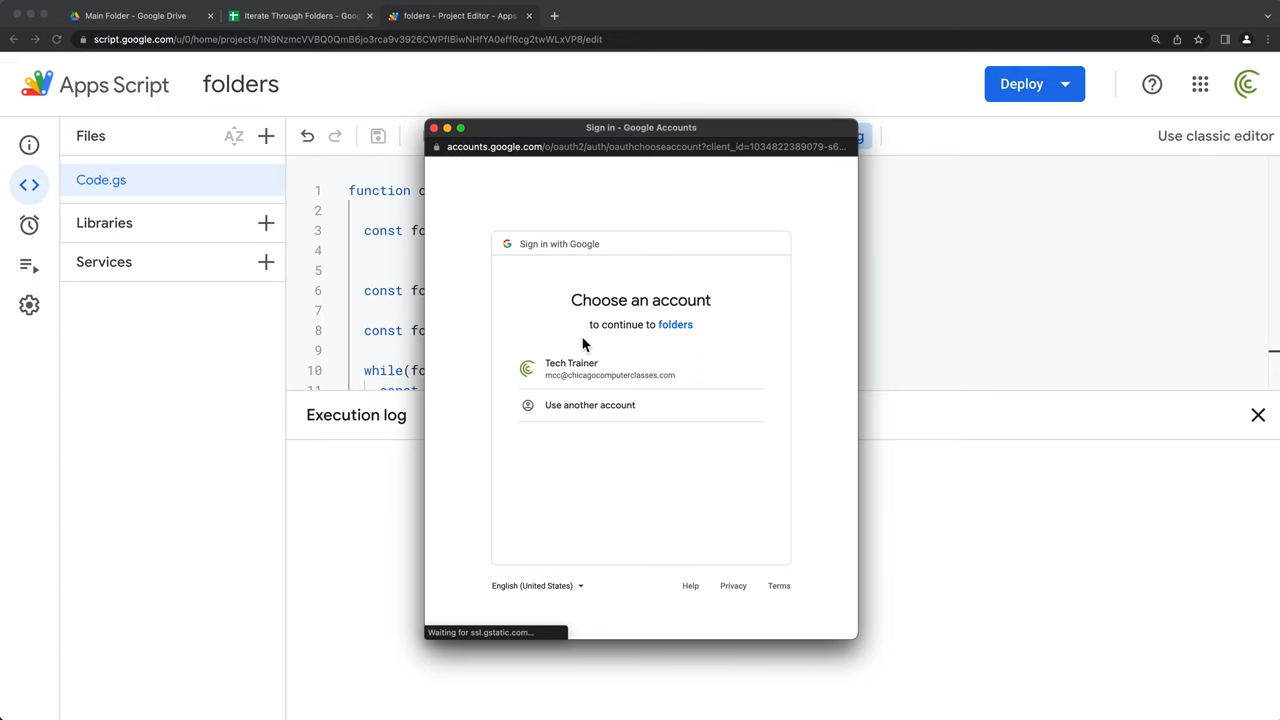 Main Folder - Google Drive
Iterate Through Folders - Goog
folders - Project Editor - Apps
script.google.com/u/0/home/projects/1N9NzmcVVBQ0QmB6jo3rca9v3926CWPfIBiwNHfYA0effRcg2twWLxVP8/edit
Apps Script
folders
Deploy
Files
Use classic editor
Code.gs
Libraries
Services
1 function
2
3 const fo
4
5
6 const fo
7
8 const fo
9
10 while(fo
11 const
Execution log
Sign in - Google Accounts
accounts.google.com/o/oauth2/auth/oauthchooseaccount?client_id=1034822389079-s6...
Sign in with Google
Choose an account
to continue to folders
Tech Trainer
mcc@chicagocomputerclasses.com
Use another account
English (United States)
Help
Privacy
Terms
Waiting for ssl.gstatic.com...